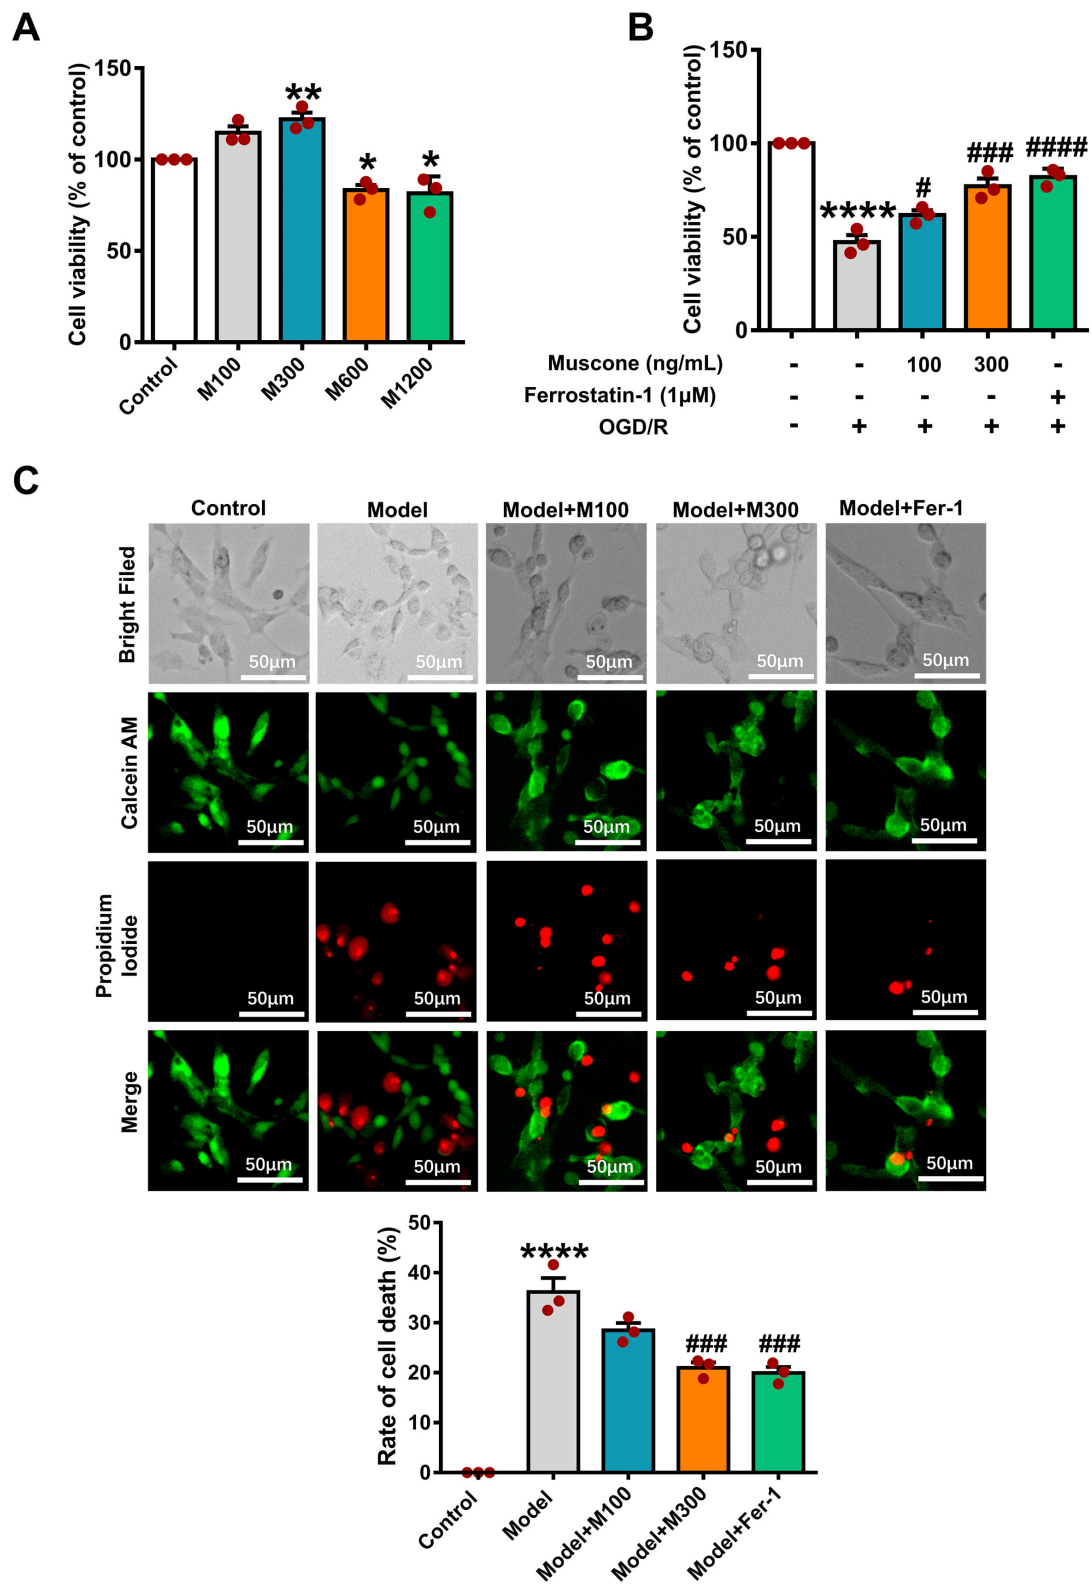 A
Cell viability (% of control)
150
100
50
0
**
*
*
Control
M100
M300
M600
M1200
B
Cell viability (% of control)
150
100
50
0
****
#
###
####
Muscone (ng/mL) - - 100 300 -
Ferrostatin-1 (1μM) - - - - +
OGD/R - + + + +
C
Control Model Model+M100 Model+M300 Model+Fer-1
Bright Filed
50μm 50μm 50μm 50μm 50μm
Calcein AM
50μm 50μm 50μm 50μm 50μm
Propidium
Iodide
50μm 50μm 50μm 50μm 50μm
Merge
50μm 50μm 50μm 50μm 50μm
Rate of cell death (%)
50
40
30
20
10
0
****
###
###
Control
Model
Model+M100
Model+M300
Model+Fer-1